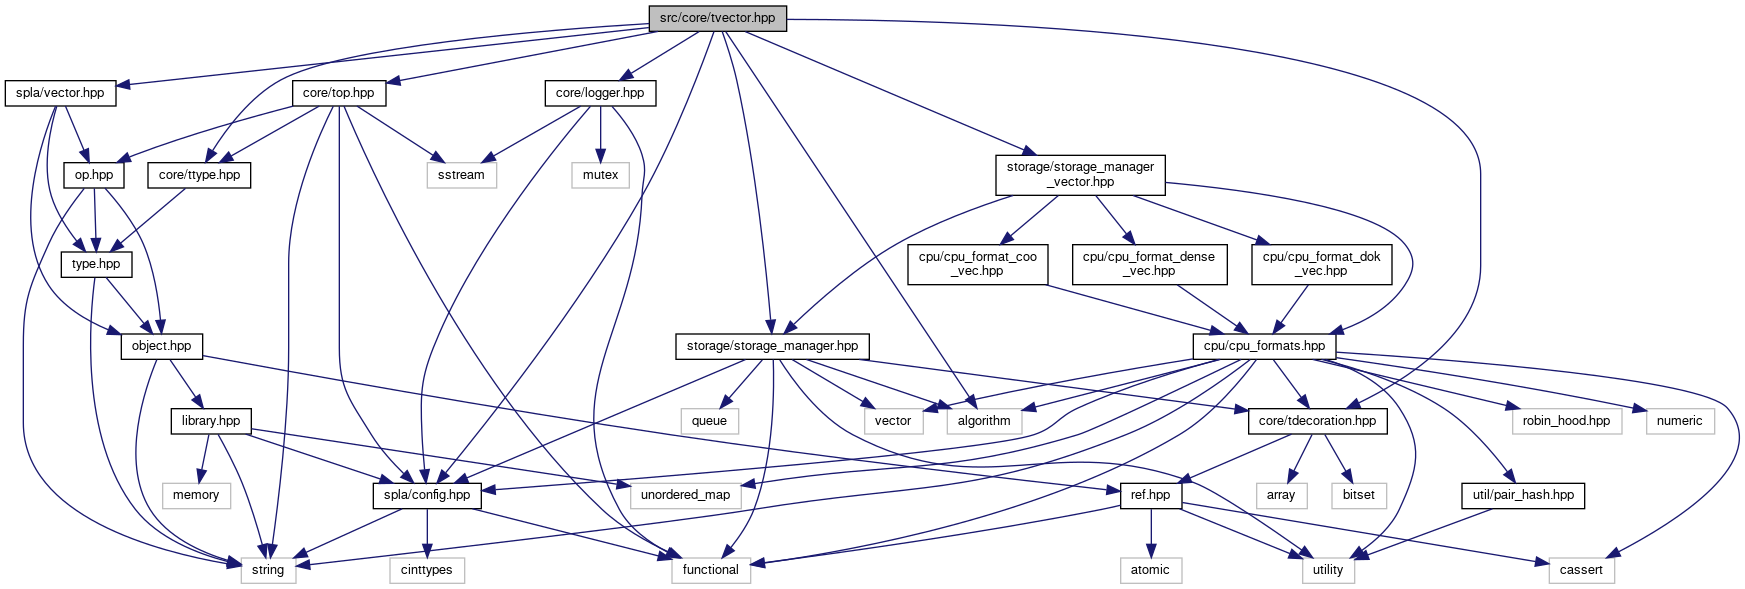 src/core/tvector.hpp
spla/vector.hpp
core/top.hpp
core/logger.hpp
op.hpp
core/ttype.hpp
sstream
mutex
storage/storage_manager
_vector.hpp
type.hpp
cpu/cpu_format_coo
_vec.hpp
cpu/cpu_format_dense
_vec.hpp
cpu/cpu_format_dok
_vec.hpp
object.hpp
storage/storage_manager.hpp
cpu/cpu_formats.hpp
library.hpp
queue
vector
algorithm
core/tdecoration.hpp
robin_hood.hpp
numeric
memory
spla/config.hpp
unordered_map
ref.hpp
array
bitset
util/pair_hash.hpp
string
cinttypes
functional
atomic
utility
cassert